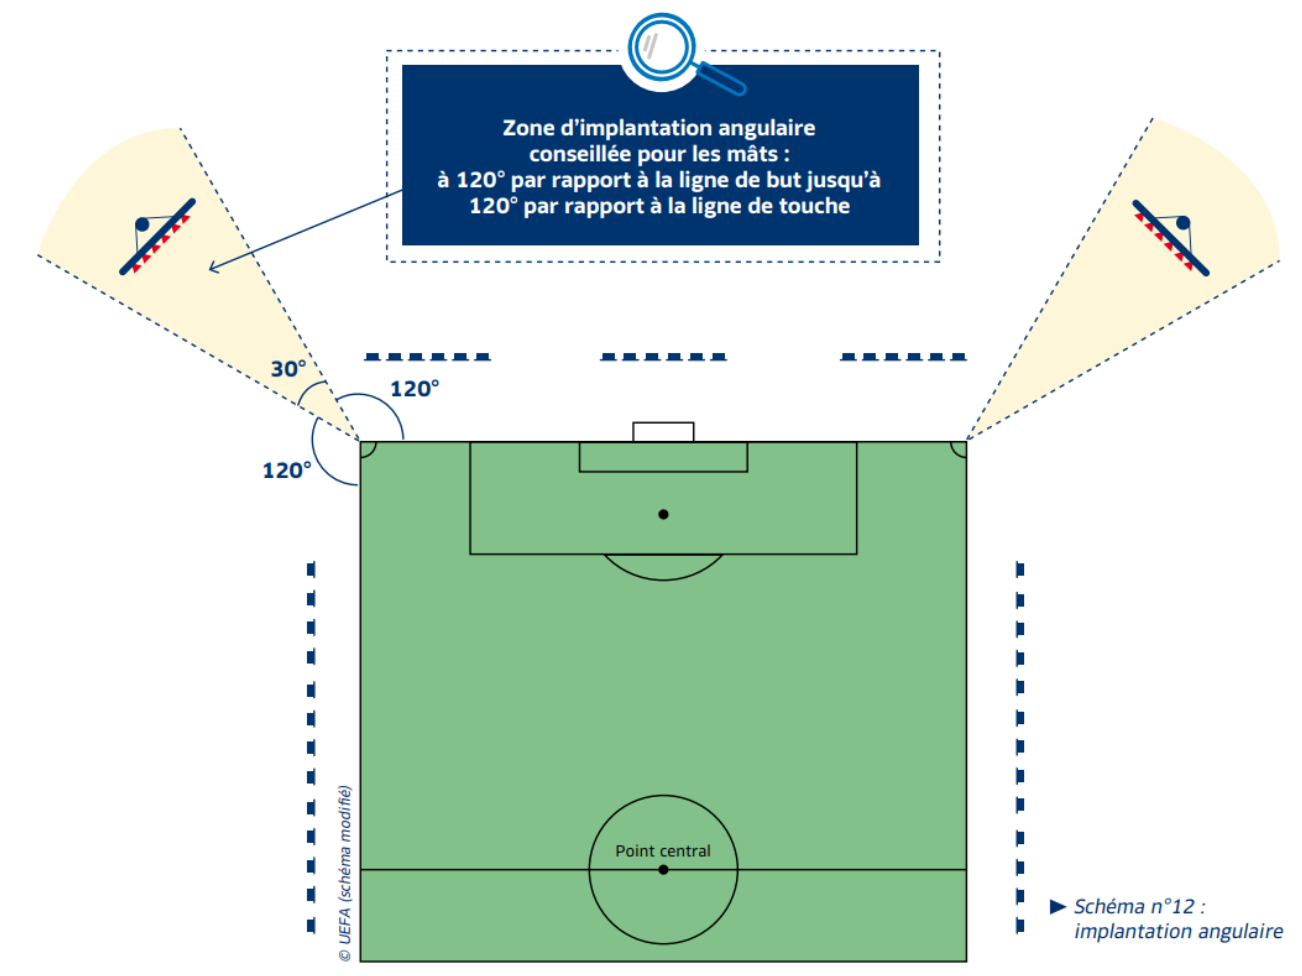 Zone d’implantation angulaire
conseillée pour les mâts :
à 120° par rapport à la ligne de but jusqu’à
120° par rapport à la ligne de touche
30°
120°
120°
Point central
© UEFA (schéma modifié)
► Schéma n°12 :
implantation angulaire